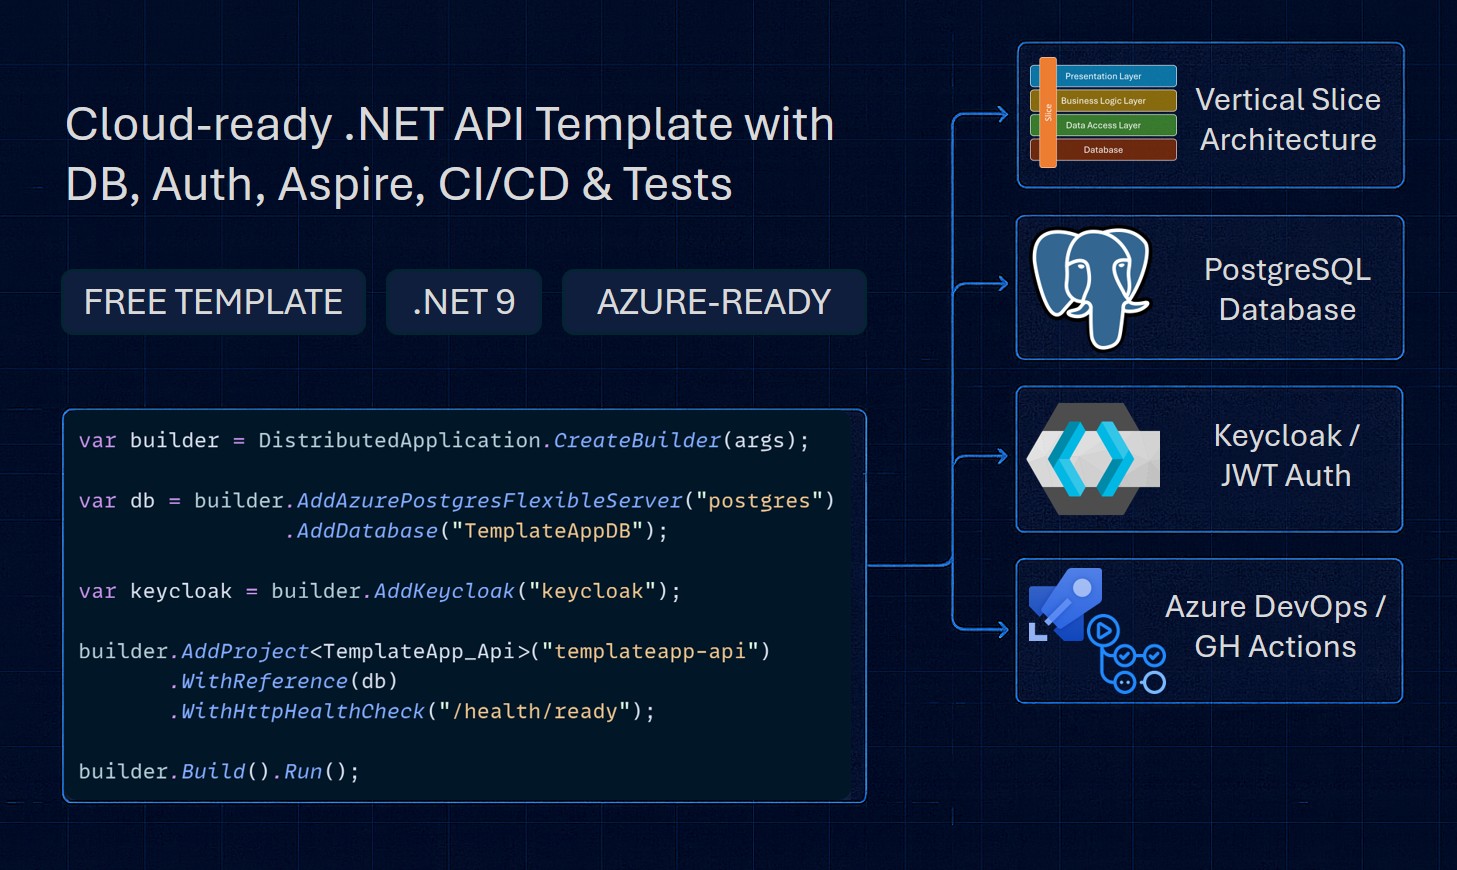 Cloud-ready .NET API Template with
DB, Auth, Aspire, CI/CD & Tests
FREE TEMPLATE
.NET 9
AZURE-READY
var builder = DistributedApplication.CreateBuilder(args);
var db = builder.AddAzurePostgresFlexibleServer("postgres")
.AddDatabase("TemplateAppDB");
var keycloak = builder.AddKeycloak("keycloak");
builder.AddProject<TemplateApp_Api>("templateapp-api")
.WithReference(db)
.WithHttpHealthCheck("/health/ready");
builder.Build().Run();
Slice
Presentation Layer
Business Logic Layer
Data Access Layer
Database
Vertical Slice
Architecture
PostgreSQL
Database
Keycloak /
JWT Auth
Azure DevOps /
GH Actions